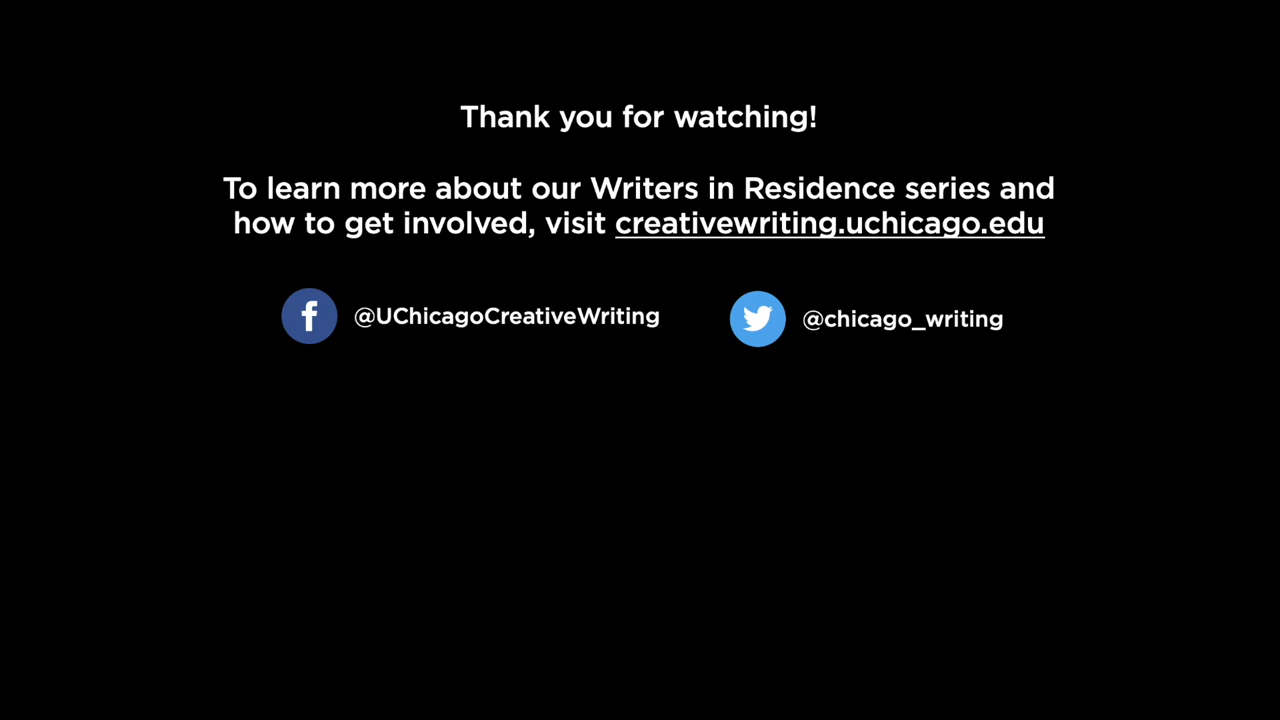 Thank you for watching!
To learn more about our Writers in Residence series and
how to get involved, visit creativewriting.uchicago.edu
@UChicagoCreativeWriting
@chicago_writing